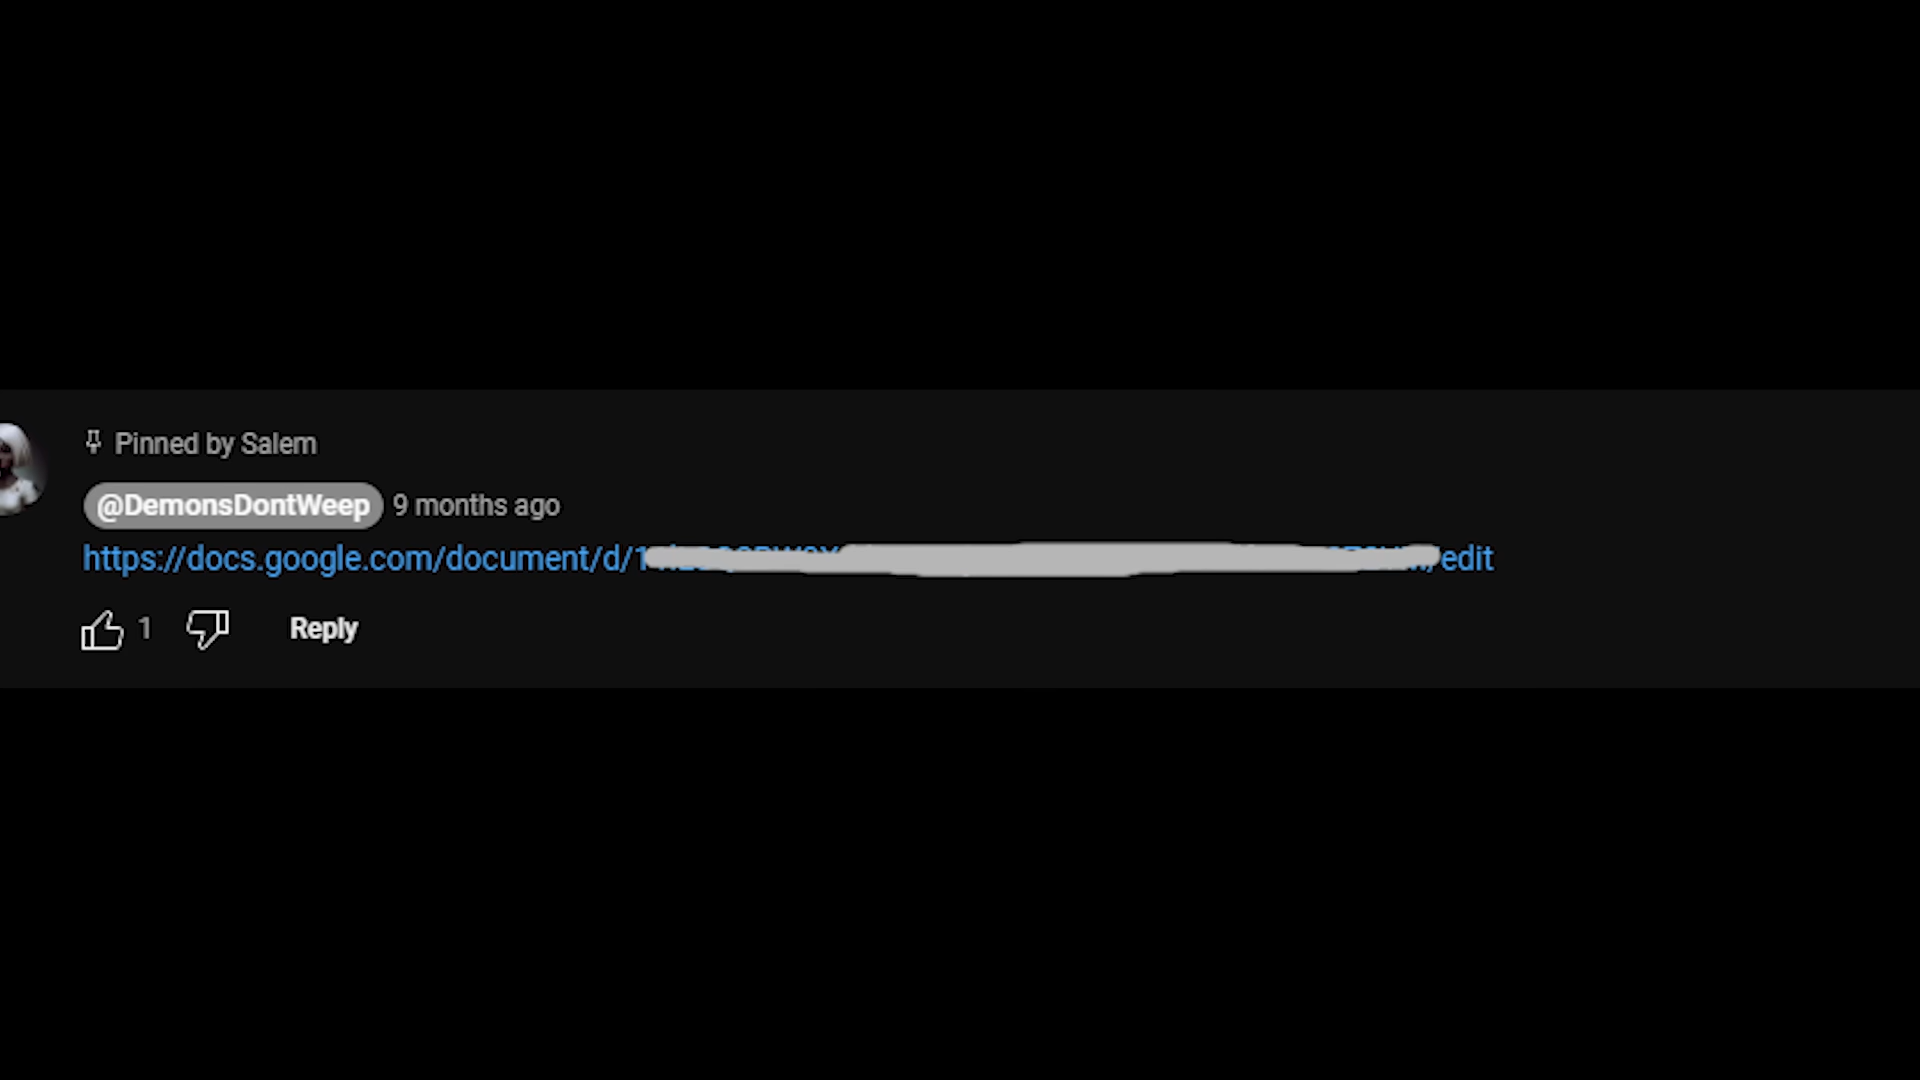 Pinned by Salem
@DemonsDontWeep 9 months ago
https://docs.google.com/document/d/1 /edit
1 Reply